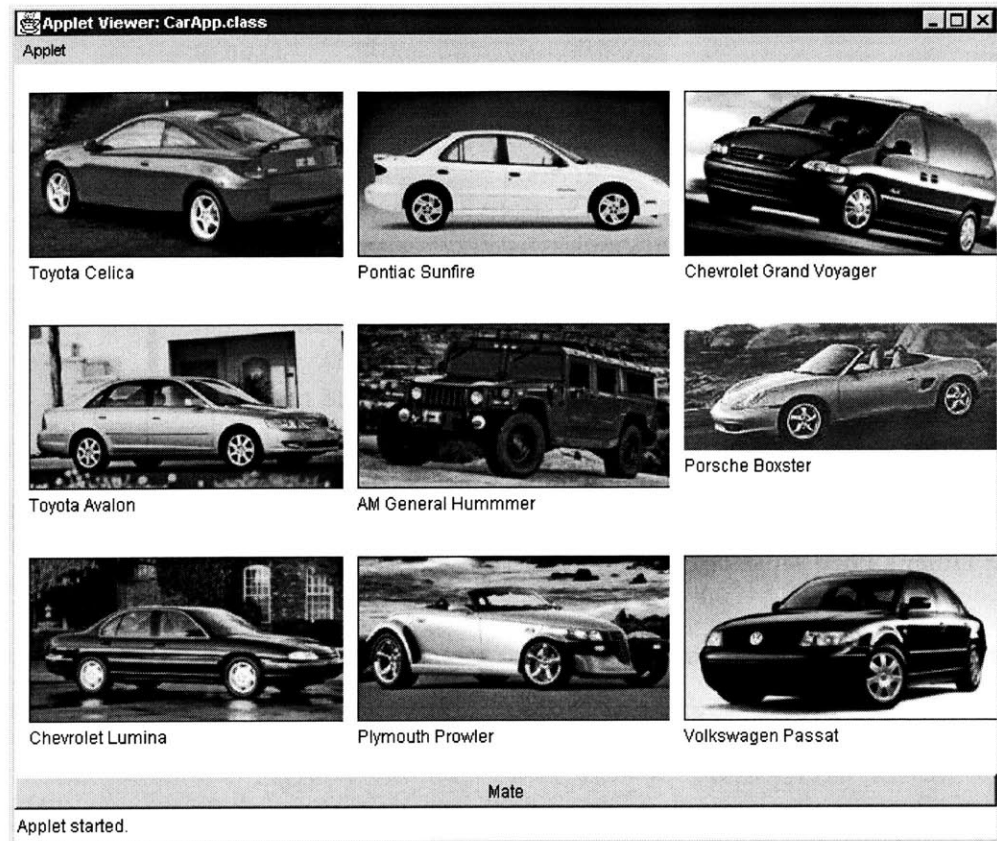 Applet Viewer: CarApp.class
Applet
Toyota Celica
Pontiac Sunfire
Chevrolet Grand Voyager
Toyota Avalon
AM General Hummmer
Porsche Boxster
Chevrolet Lumina
Plymouth Prowler
Volkswagen Passat
Mate
Applet started.